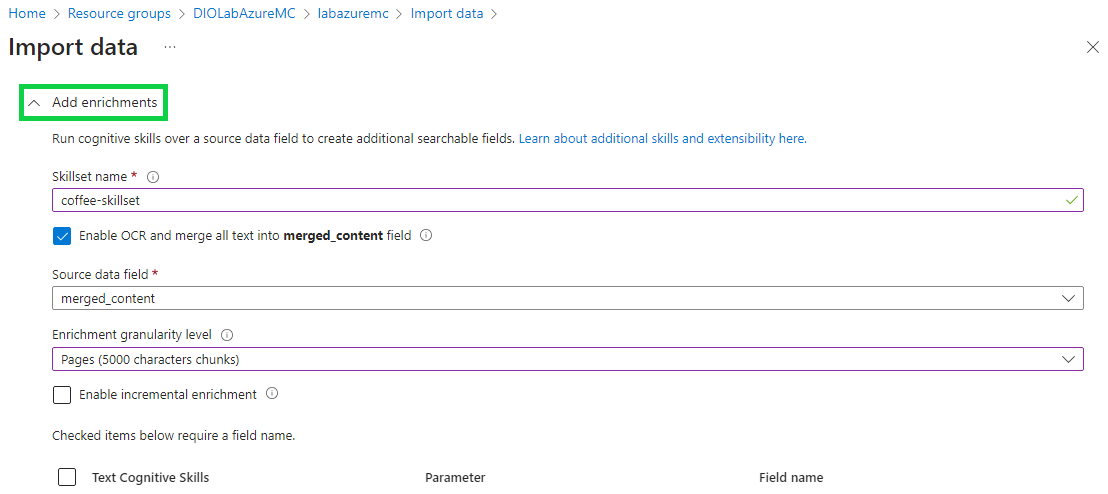 Home > Resource groups > DIOLabAzureMC > labazuremc > Import data >
Import data ...
Add enrichments
Run cognitive skills over a source data field to create additional searchable fields. Learn about additional skills and extensibility here.
Skillset name *
coffee-skillset
Enable OCR and merge all text into merged_content field
Source data field *
merged_content
Enrichment granularity level
Pages (5000 characters chunks)
Enable incremental enrichment
Checked items below require a field name.
Text Cognitive Skills Parameter Field name